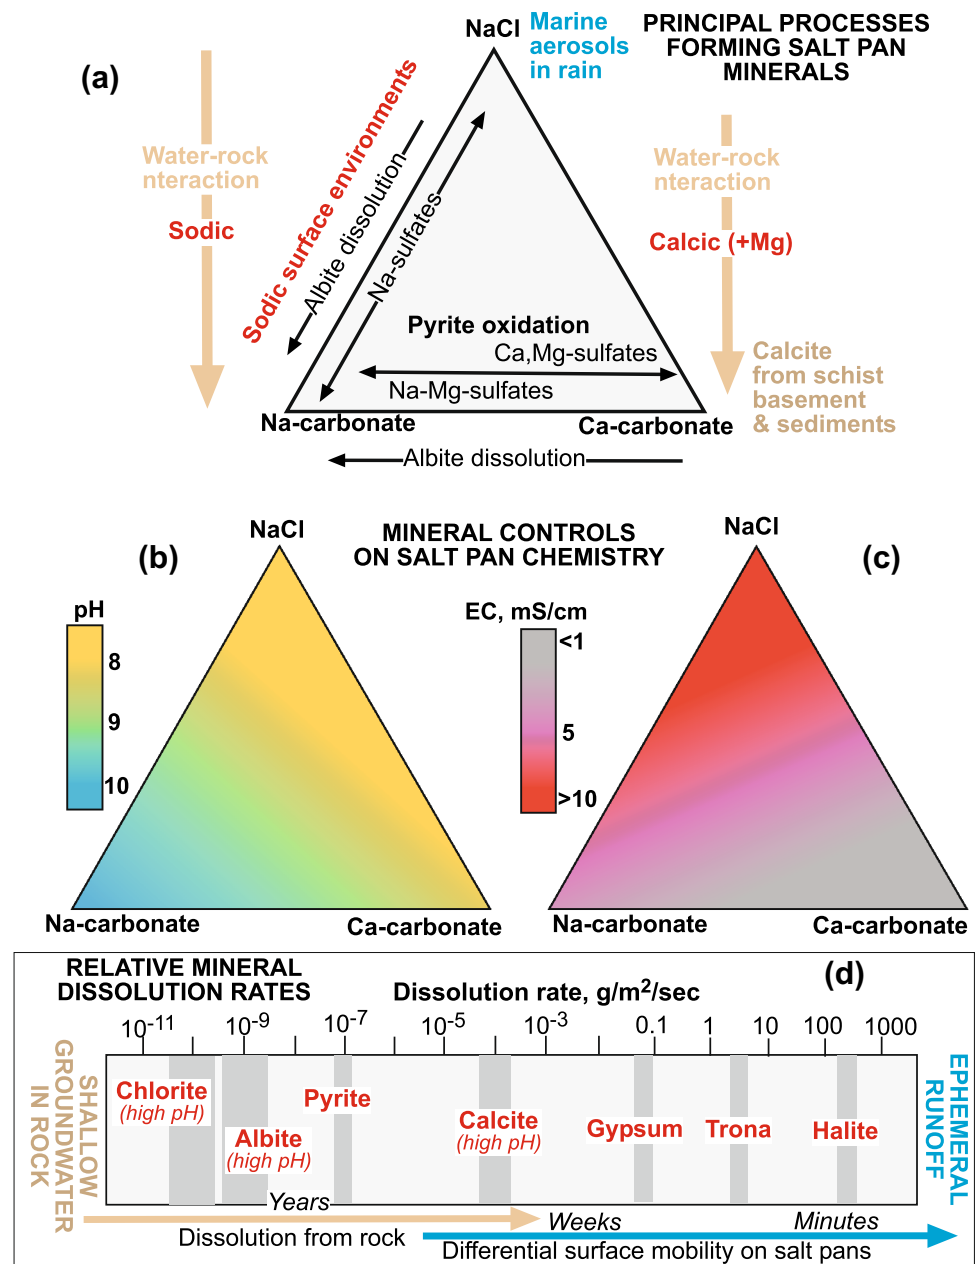 (a)
NaCl
Marine
aerosols
in rain
PRINCIPAL PROCESSES
FORMING SALT PAN
MINERALS
Water-rock
nteraction
Sodic
Sodic surface environments
Albite dissolution
Na-sulfates
Pyrite oxidation
Ca,Mg-sulfates
Na-Mg-sulfates
Water-rock
nteraction
Calcic (+Mg)
Calcite
from schist
basement
& sediments
Na-carbonate
Ca-carbonate
Albite dissolution
MINERAL CONTROLS
ON SALT PAN CHEMISTRY
(b)
NaCl
pH
8
9
10
Na-carbonate
Ca-carbonate
(c)
NaCl
EC, mS/cm
<1
5
>10
Na-carbonate
Ca-carbonate
(d)
RELATIVE MINERAL
DISSOLUTION RATES
Dissolution rate, g/m²/sec
10⁻¹¹ 10⁻⁹ 10⁻⁷ 10⁻⁵ 10⁻³ 0.1 1 10 100 1000
SHALLOW
GROUNDWATER
IN ROCK
Chlorite
(high pH)
Albite
(high pH)
Pyrite
Calcite
(high pH)
Gypsum
Trona
Halite
EPHEMERAL
RUNOFF
Years
Weeks
Minutes
Dissolution from rock
Differential surface mobility on salt pans